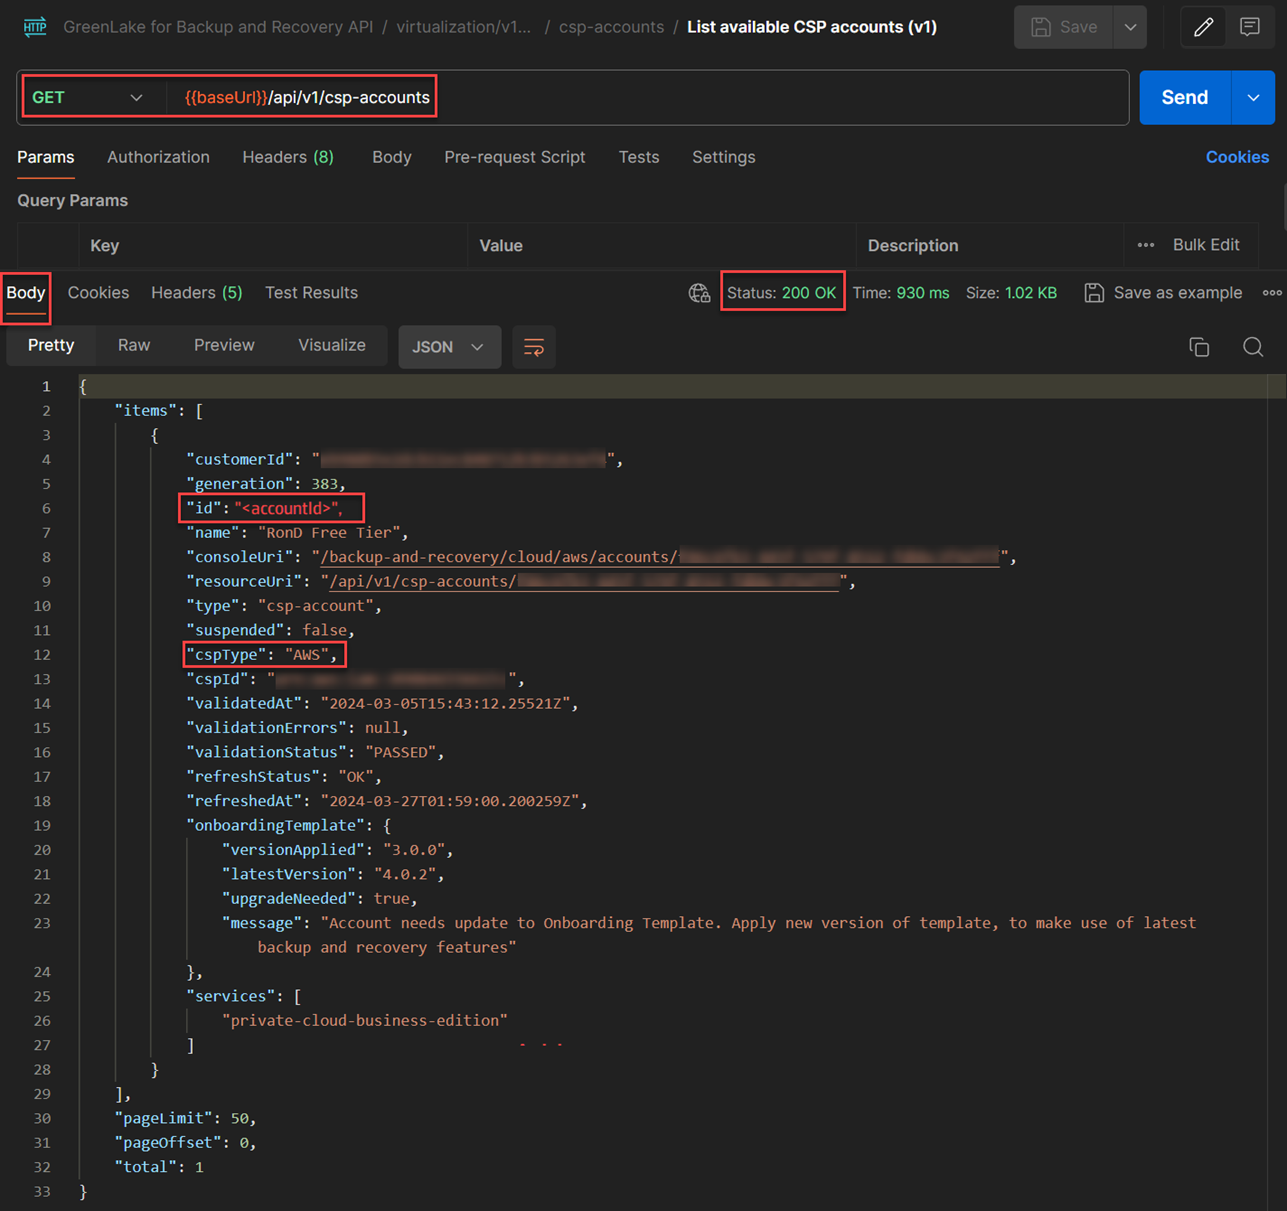 HTTP GreenLake for Backup and Recovery API / virtualization/v1... / csp-accounts / List available CSP accounts (v1) Save
GET {{baseUrl}}/api/v1/csp-accounts Send
Params Authorization Headers (8) Body Pre-request Script Tests Settings Cookies
Query Params
Key Value Description ••• Bulk Edit
Body Cookies Headers (5) Test Results Status: 200 OK Time: 930 ms Size: 1.02 KB Save as example
Pretty Raw Preview Visualize JSON
1 {
2 "items": [
3 {
4 "customerId": "",
5 "generation": 383,
6 "id": "<accountId>",
7 "name": "RonD Free Tier",
8 "consoleUri": "/backup-and-recovery/cloud/aws/accounts/",
9 "resourceUri": "/api/v1/csp-accounts/",
10 "type": "csp-account",
11 "suspended": false,
12 "cspType": "AWS",
13 "cspId": "",
14 "validatedAt": "2024-03-05T15:43:12.25521Z",
15 "validationErrors": null,
16 "validationStatus": "PASSED",
17 "refreshStatus": "OK",
18 "refreshedAt": "2024-03-27T01:59:00.200259Z",
19 "onboardingTemplate": {
20 "versionApplied": "3.0.0",
21 "latestVersion": "4.0.2",
22 "upgradeNeeded": true,
23 "message": "Account needs update to Onboarding Template. Apply new version of template, to make use of latest
backup and recovery features"
24 },
25 "services": [
26 "private-cloud-business-edition"
27 ]
28 }
29 ],
30 "pageLimit": 50,
31 "pageOffset": 0,
32 "total": 1
33 }